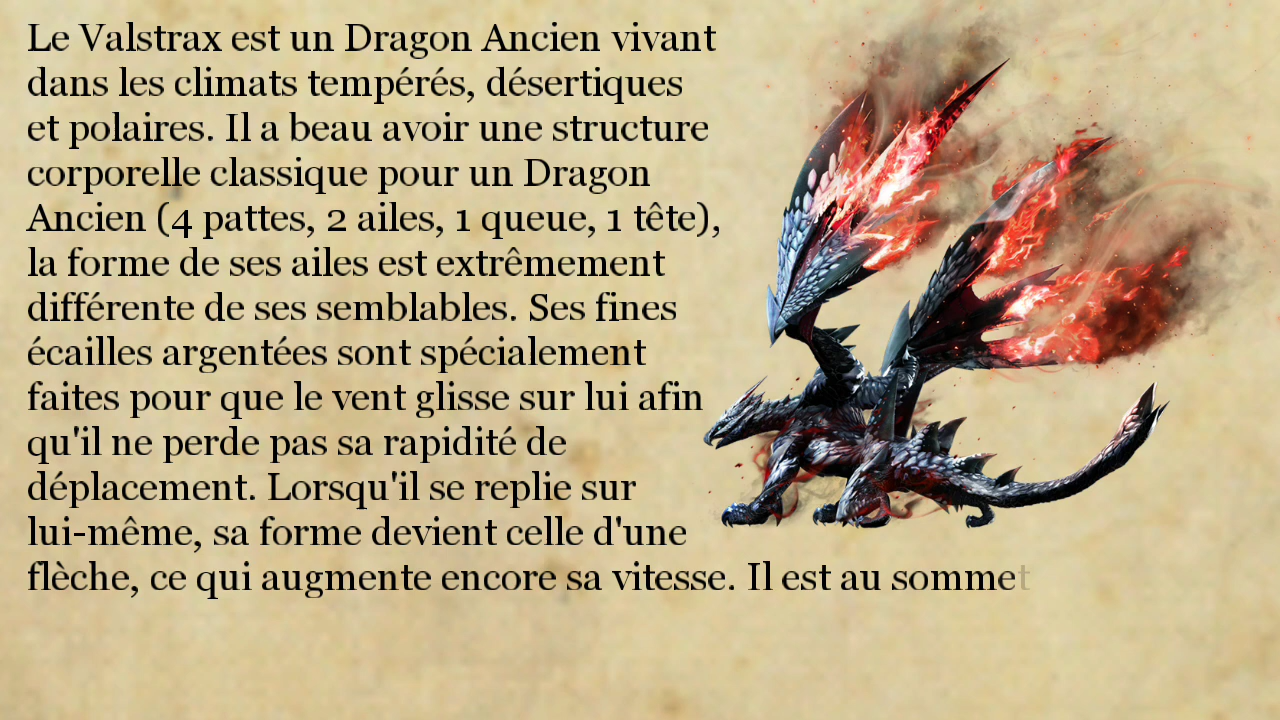 Le Valstrax est un Dragon Ancien vivant
dans les climats tempérés, désertiques
et polaires. Il a beau avoir une structure
corporelle classique pour un Dragon
Ancien (4 pattes, 2 ailes, 1 queue, 1 tête),
la forme de ses ailes est extrêmement
différente de ses semblables. Ses fines
écailles argentées sont spécialement
faites pour que le vent glisse sur lui afin
qu'il ne perde pas sa rapidité de
déplacement. Lorsqu'il se replie sur
lui-même, sa forme devient celle d'une
flèche, ce qui augmente encore sa vitesse. Il est au sommet